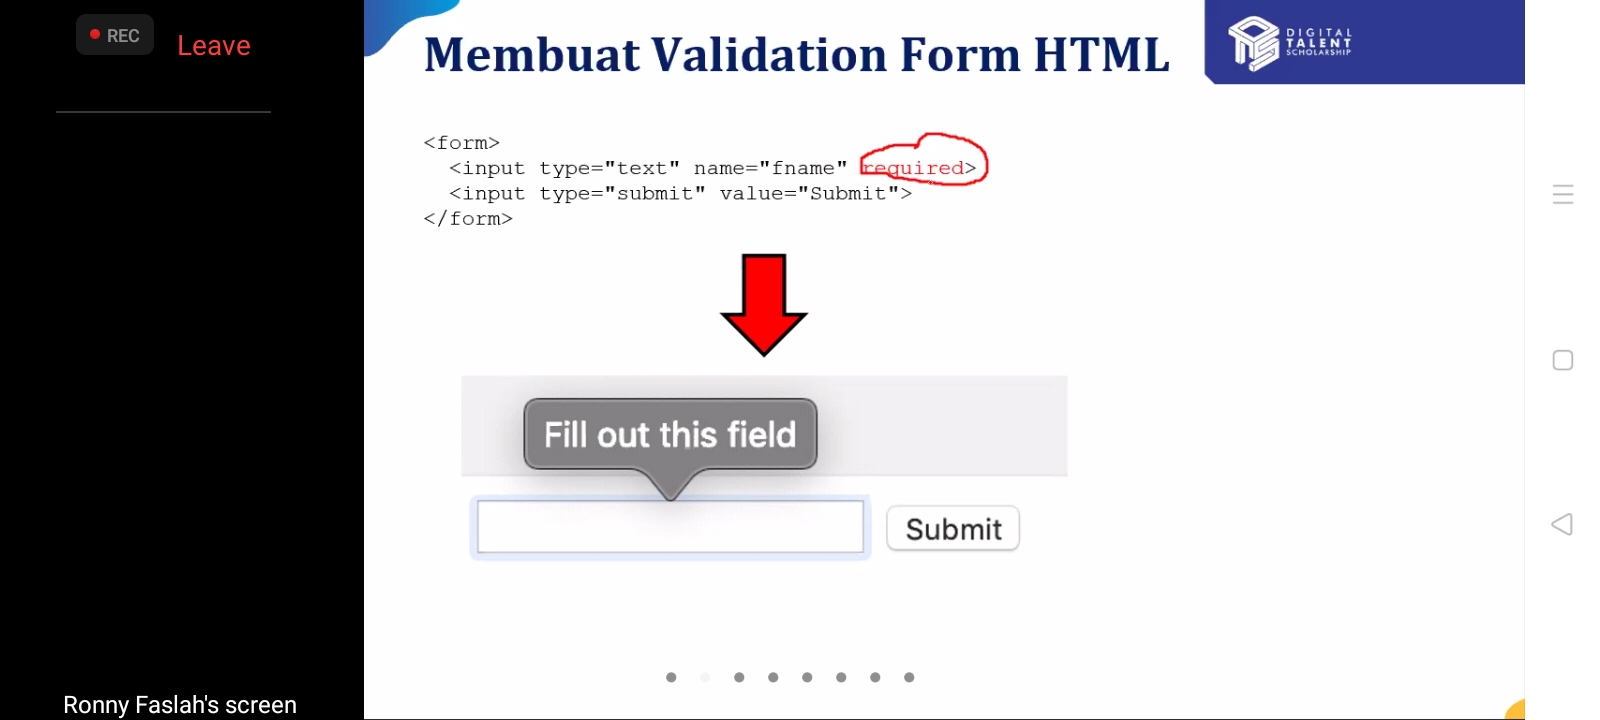 REC
Leave
Membuat Validation Form HTML
DIGITAL
TALENT
SCHOLARSHIP
<form>
<input type="text" name="fname" required>
<input type="submit" value="Submit">
</form>
Fill out this field
Submit
Ronny Faslah's screen